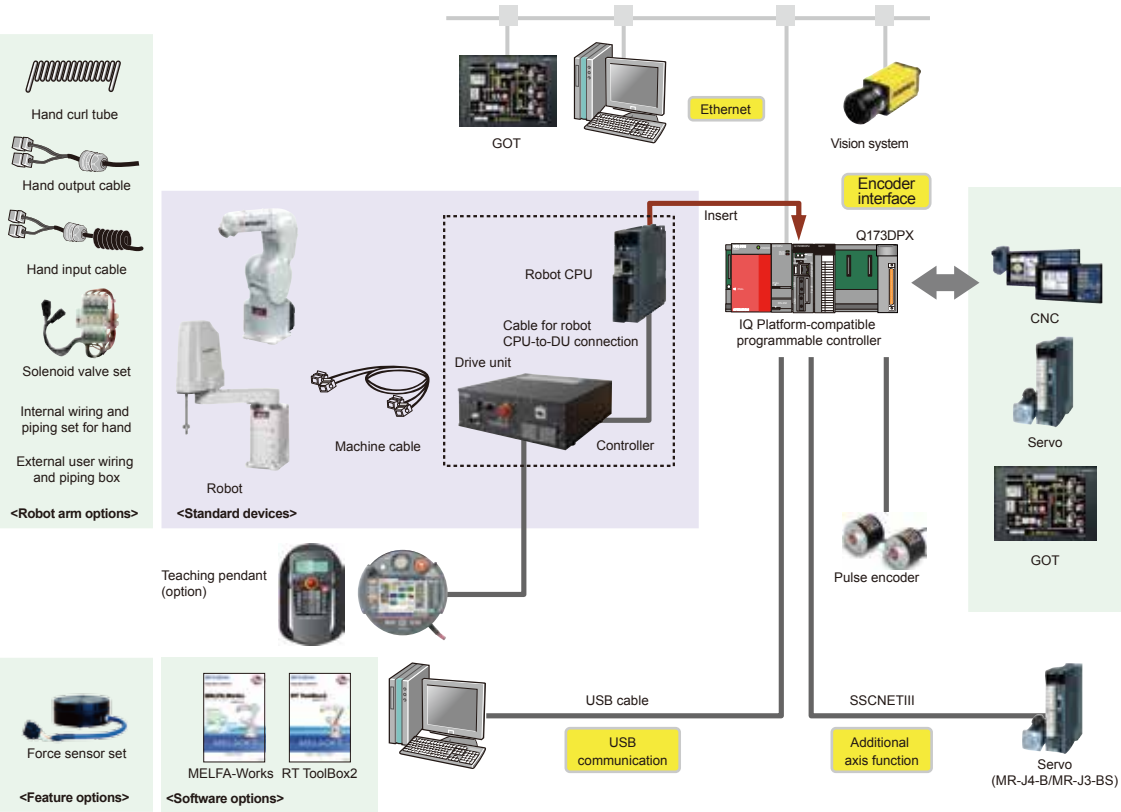 GOT
Ethernet
Vision system
Encoder
interface
Hand curl tube
Hand output cable
Hand input cable
Solenoid valve set
Internal wiring and
piping set for hand
External user wiring
and piping box
<Robot arm options>
Robot
<Standard devices>
Machine cable
Insert
Robot CPU
Cable for robot
CPU-to-DU connection
Drive unit
Controller
Q173DPX
IQ Platform-compatible
programmable controller
CNC
Servo
GOT
Teaching pendant
(option)
Pulse encoder
Force sensor set
<Feature options>
MELFA-Works
RT ToolBox2
MELFA-Works RT ToolBox2
<Software options>
USB cable
USB
communication
SSCNETIII
Additional
axis function
Servo
(MR-J4-B/MR-J3-BS)